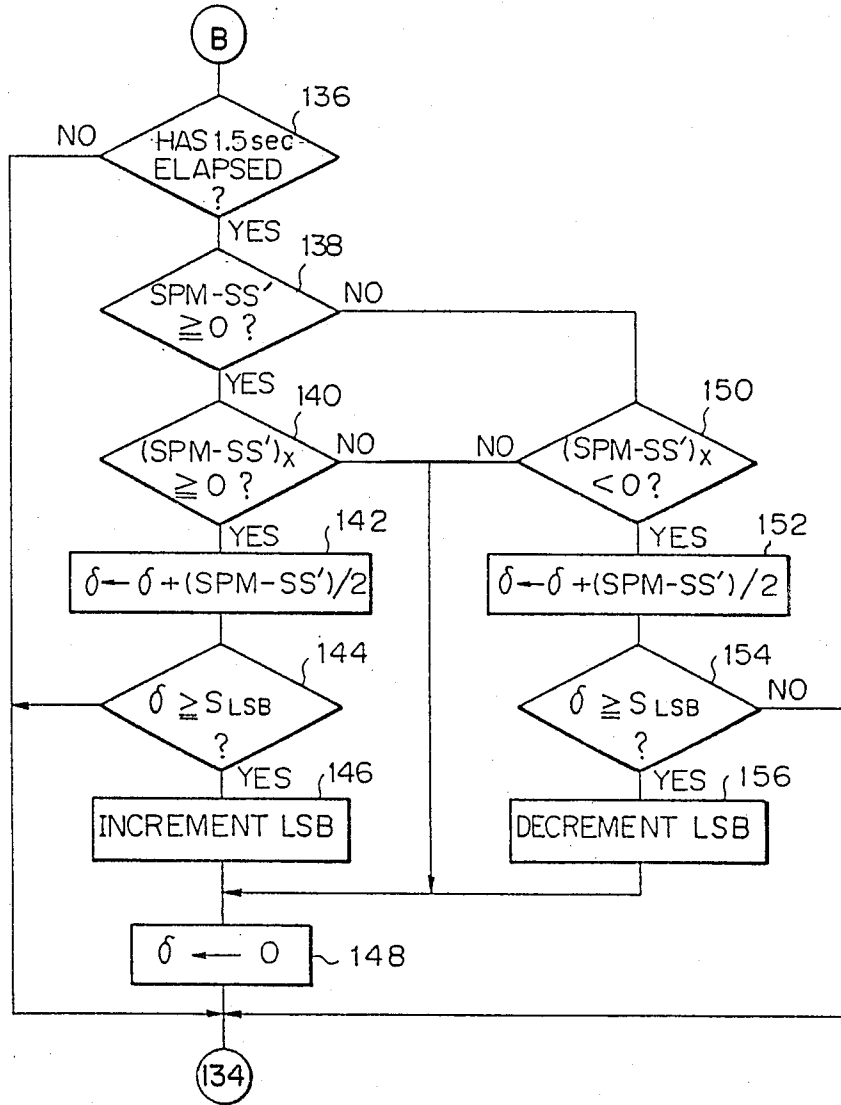 B
136
NO
HAS 1.5 sec
ELAPSED
?
YES
138
SPM-SS'
≧ 0 ?
NO
YES
140
(SPM-SS')x
≧ 0 ?
NO
YES
142
δ ← δ + (SPM-SS')/2
144
δ ≧ SLSB
?
YES
146
INCREMENT LSB
150
NO
(SPM-SS')x
< 0 ?
YES
152
δ ← δ + (SPM-SS')/2
154
δ ≧ SLSB
?
NO
YES
156
DECREMENT LSB
δ ← 0
148
134